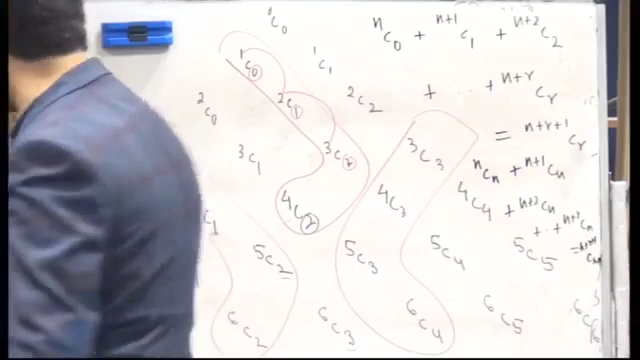 ⁰C₀ ⁿC₀ + ⁿ⁺¹C₁ + ⁿ⁺²C₂
¹C₀ ¹C₁
²C₀ ²C₁ ²C₂ + ... + ⁿ⁺ʳCᵣ
= ⁿ⁺ʳ⁺¹Cᵣ
³C₁ ³C₂ ³C₃ ⁿCₙ + ⁿ⁺¹Cₙ
4C₂ 4C₃ 4C₄ + ⁿ⁺²Cₙ
C₁ 5C₂ 5C₃ 5C₄ 5C5
6C₂ 6C₃ 6C₄ 6C5